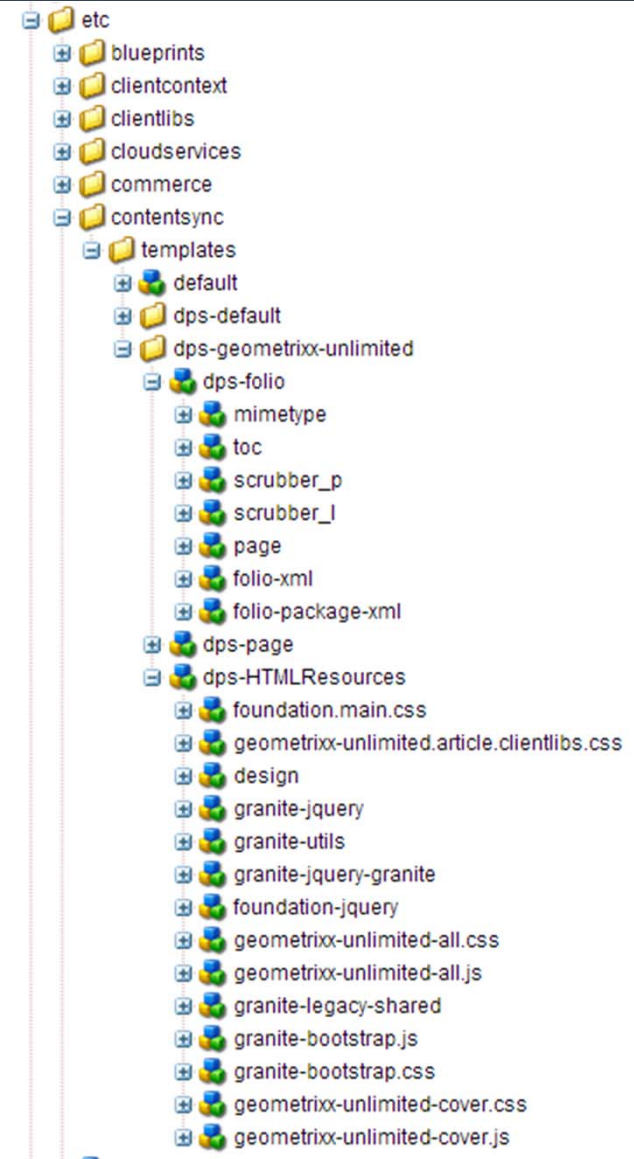 etc
blueprints
clientcontext
clientlibs
cloudservices
commerce
contentsync
templates
default
dps-default
dps-geometrixx-unlimited
dps-folio
mimetype
toc
scrubber_p
scrubber_l
page
folio-xml
folio-package-xml
dps-page
dps-HTMLResources
foundation.main.css
geometrixx-unlimited.article.clientlibs.css
design
granite-jquery
granite-utils
granite-jquery-granite
foundation-jquery
geometrixx-unlimited-all.css
geometrixx-unlimited-all.js
granite-legacy-shared
granite-bootstrap.js
granite-bootstrap.css
geometrixx-unlimited-cover.css
geometrixx-unlimited-cover.js